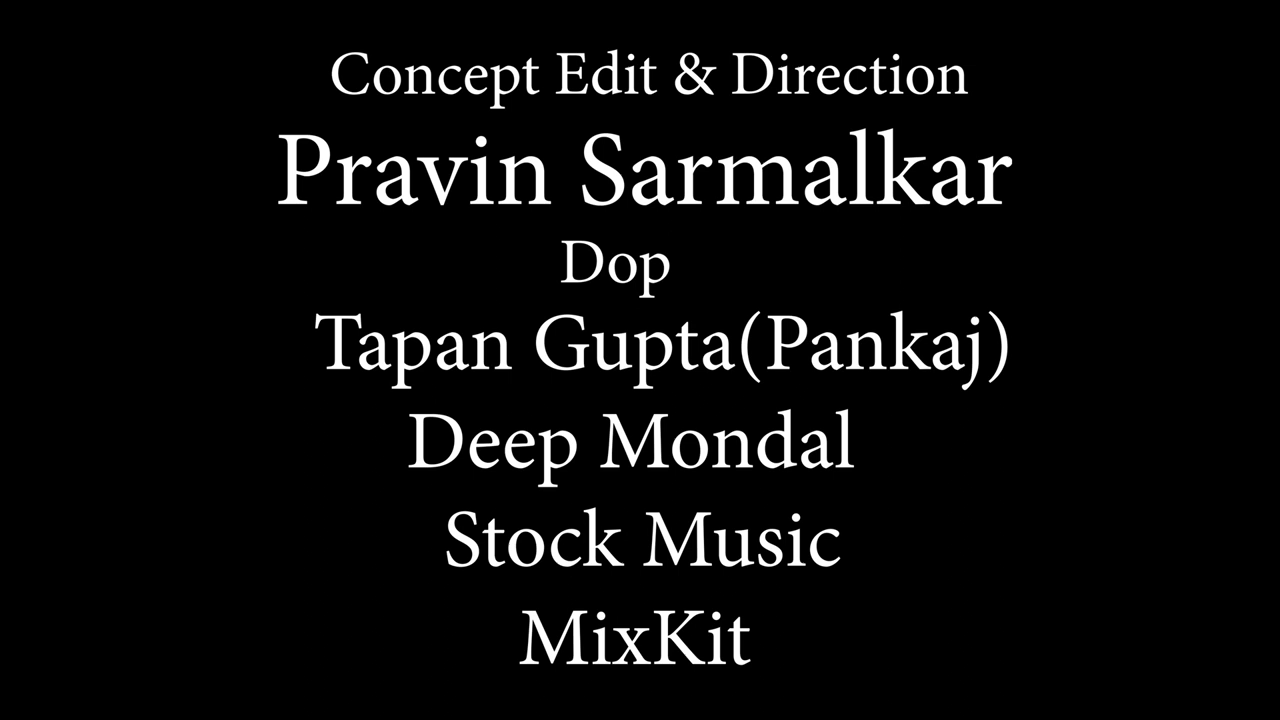 Concept Edit & Direction
Pravin Sarmalkar
Dop
Tapan Gupta(Pankaj)
Deep Mondal
Stock Music
MixKit